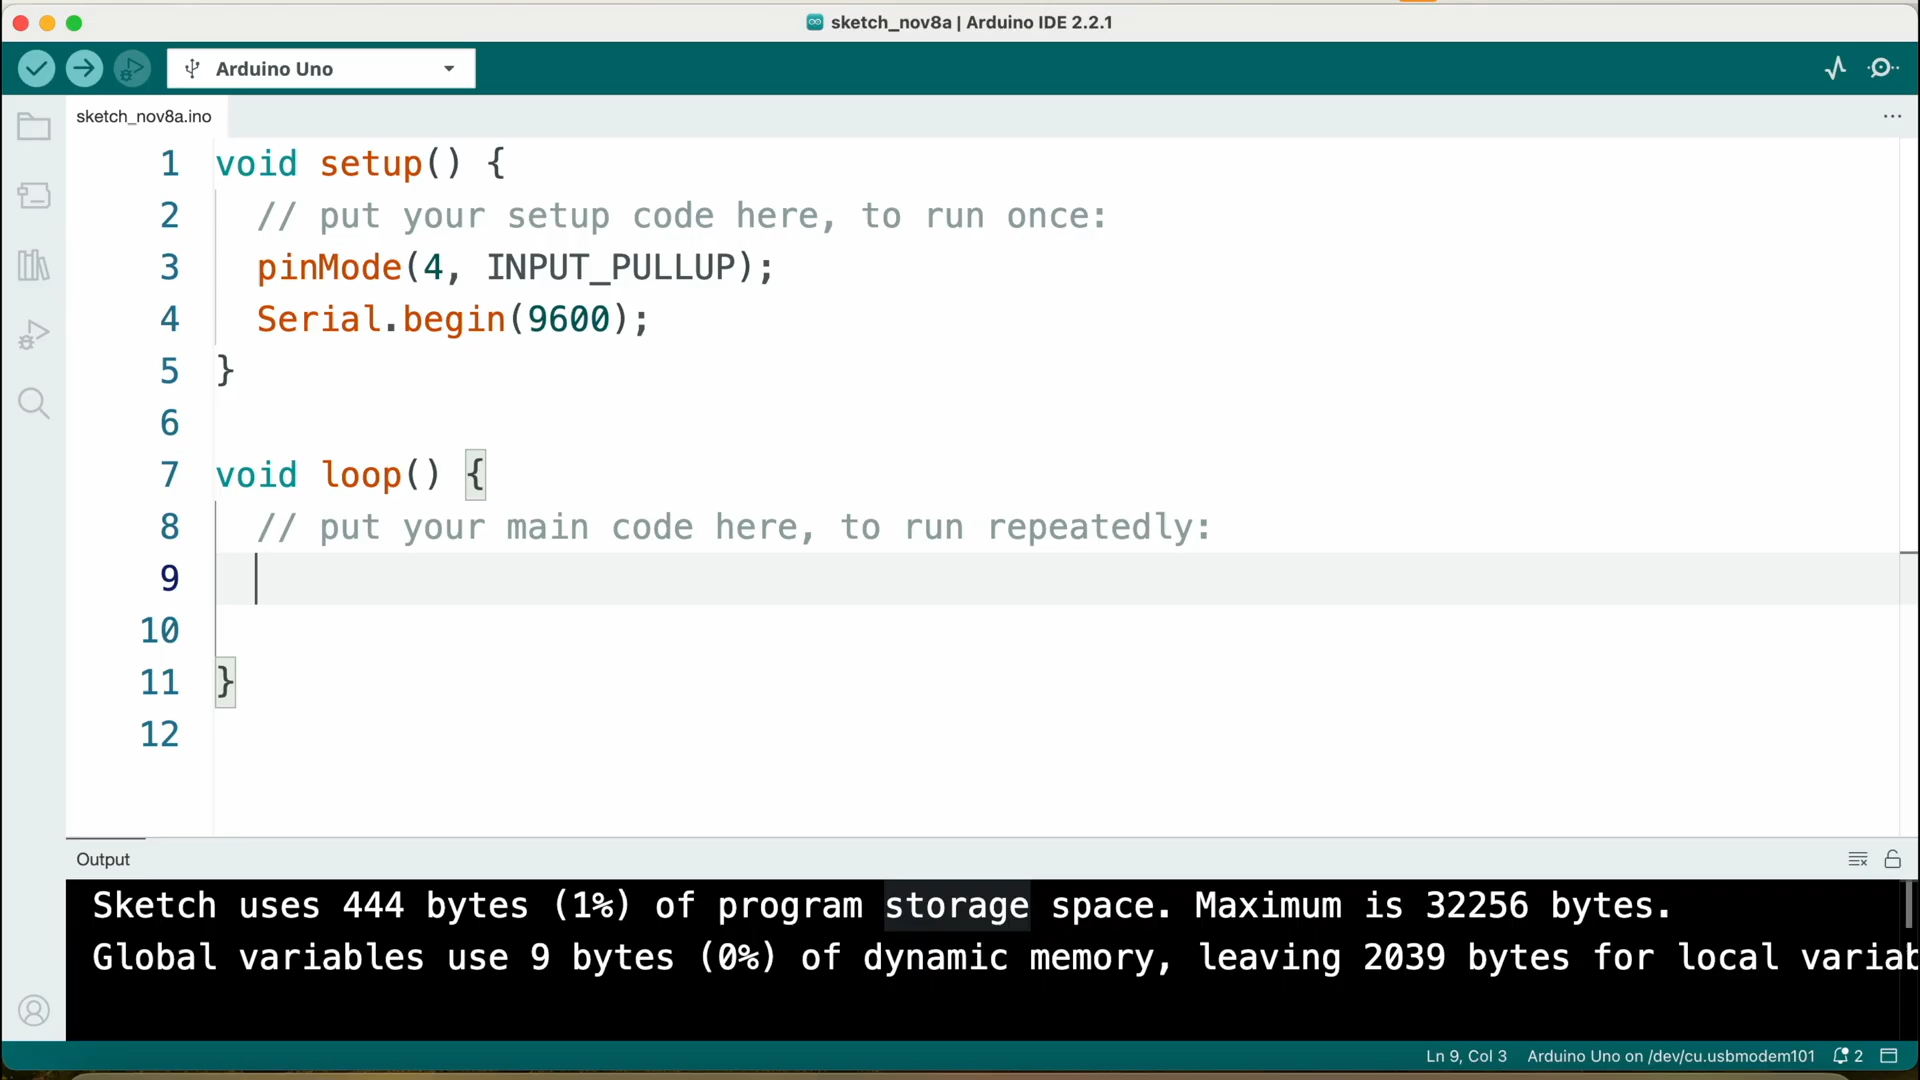 sketch_nov8a | Arduino IDE 2.2.1
Arduino Uno
sketch_nov8a.ino
1 void setup() {
2 // put your setup code here, to run once:
3 pinMode(4, INPUT_PULLUP);
4 Serial.begin(9600);
5 }
6
7 void loop() {
8 // put your main code here, to run repeatedly:
9
10
11 }
12
Output
Sketch uses 444 bytes (1%) of program storage space. Maximum is 32256 bytes.
Global variables use 9 bytes (0%) of dynamic memory, leaving 2039 bytes for local variab
Ln 9, Col 3 Arduino Uno on /dev/cu.usbmodem101 2